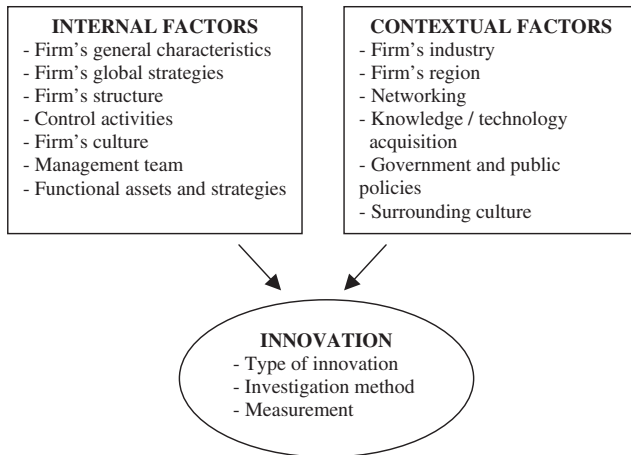 INTERNAL FACTORS
- Firm's general characteristics
- Firm's global strategies
- Firm's structure
- Control activities
- Firm's culture
- Management team
- Functional assets and strategies
CONTEXTUAL FACTORS
- Firm's industry
- Firm's region
- Networking
- Knowledge / technology
acquisition
- Government and public
policies
- Surrounding culture
INNOVATION
- Type of innovation
- Investigation method
- Measurement